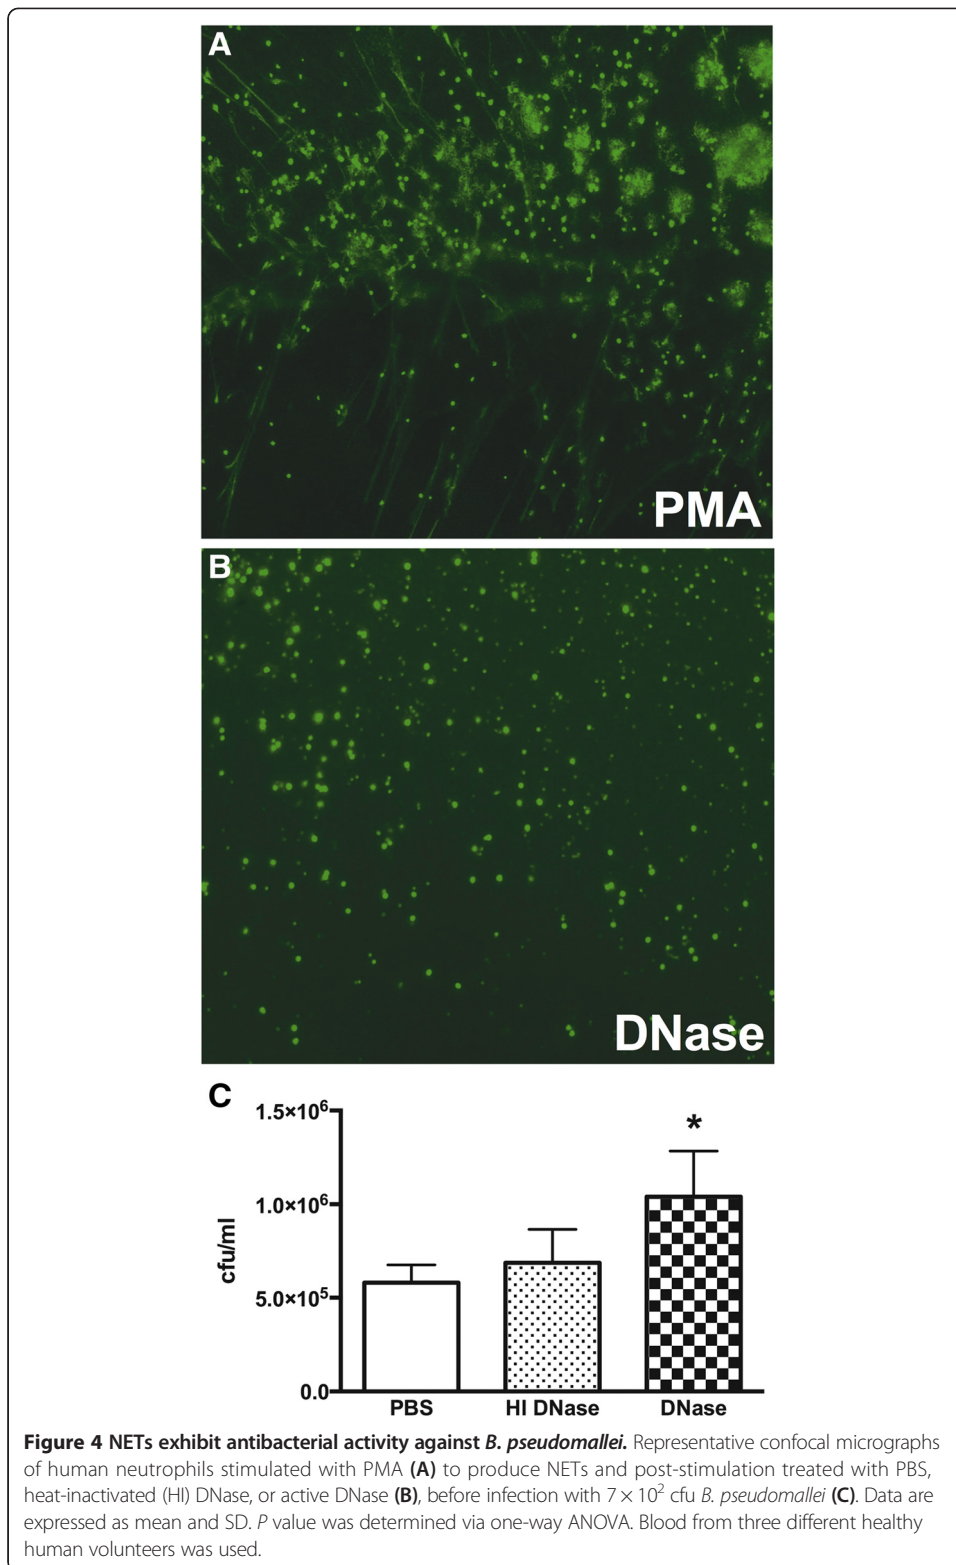 A
PMA
B
DNase
C
1.5×10⁶
*
1.0×10⁶
cfu/ml
5.0×10⁵
0.0
PBS HI DNase DNase
Figure 4 NETs exhibit antibacterial activity against B. pseudomallei. Representative confocal micrographs
of human neutrophils stimulated with PMA (A) to produce NETs and post-stimulation treated with PBS,
heat-inactivated (HI) DNase, or active DNase (B), before infection with 7 × 10² cfu B. pseudomallei (C). Data are
expressed as mean and SD. P value was determined via one-way ANOVA. Blood from three different healthy
human volunteers was used.